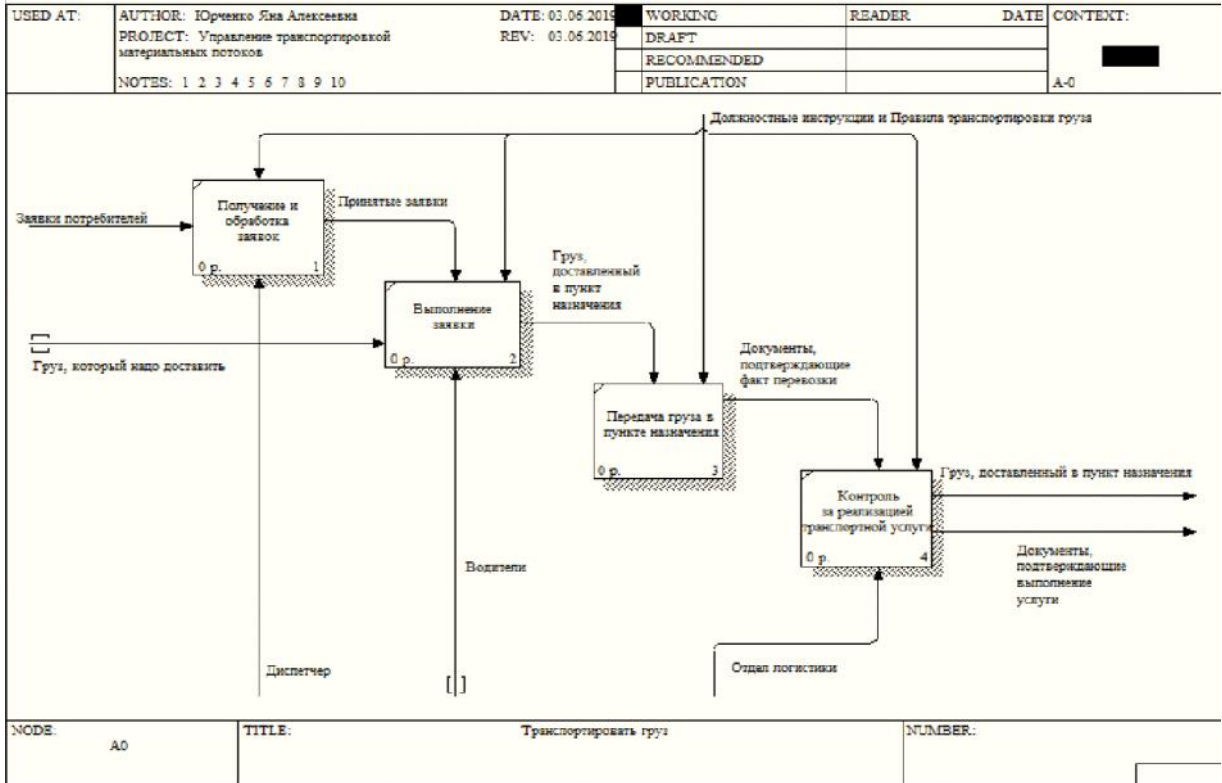 USED AT:
AUTHOR: Юрченко Яна Алексеевна
DATE: 03.06.2019
PROJECT: Управление транспортировкой
материальных потоков
REV: 03.06.2019
NOTES: 1 2 3 4 5 6 7 8 9 10
WORKING
DRAFT
RECOMMENDED
PUBLICATION
READER
DATE
CONTEXT:
A-0
Должностные инструкции и Правила транспортировки груза
Заявки потребителей
Получение и
обработка
заявок
0 р.
1
Принятые заявки
Груз, который надо доставить
Выполнение
заявки
0 р.
2
Груз,
доставленный
в пункт
назначения
Передача груза в
пункте назначения
0 р.
3
Документы,
подтверждающие
факт перевозки
Контроль
за реализацией
транспортной услуги
0 р.
4
Груз, доставленный в пункт назначения
Документы,
подтверждающие
выполнение
услуги
Водители
Диспетчер
Отдел логистики
NODE:
A0
TITLE:
Транспортировать груз
NUMBER: